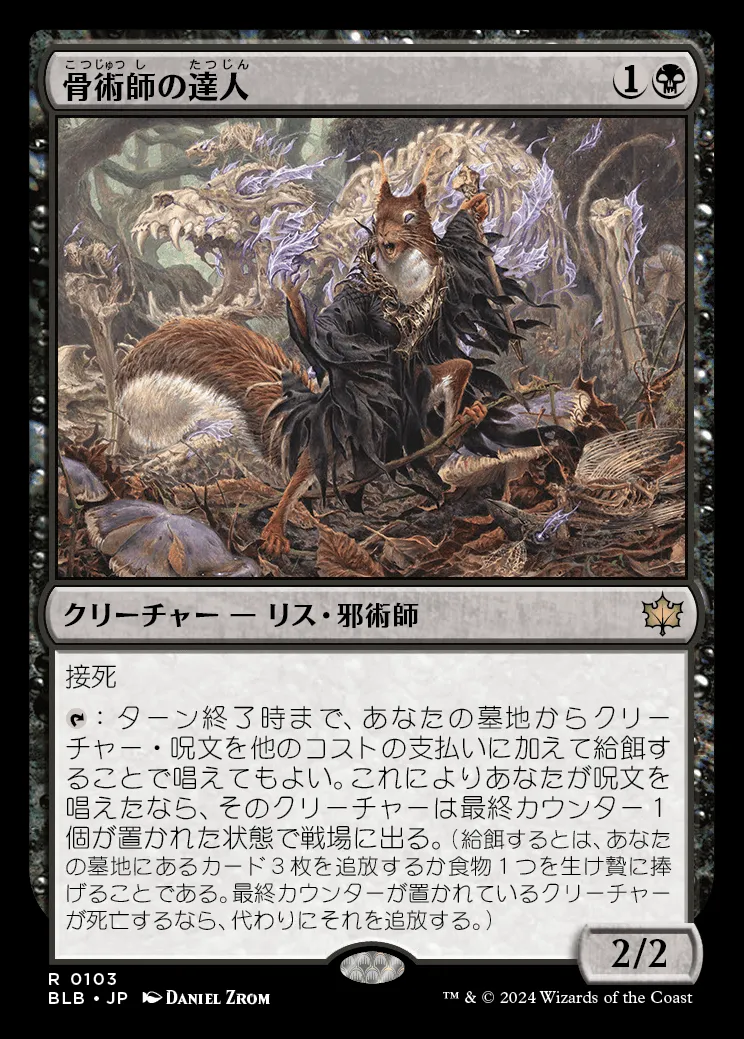 こつじゅつし たつじん
骨術師の達人 1
クリーチャー — リス・邪術師
接死
：ターン終了時まで、あなたの墓地からクリー
チャー・呪文を他のコストの支払いに加えて給餌す
ることで唱えてもよい。これによりあなたが呪文を
唱えたなら、そのクリーチャーは最終カウンター１
個が置かれた状態で戦場に出る。（給餌するとは、あなた
の墓地にあるカード３枚を追放するか食物１つを生け贄に捧
げることである。最終カウンターが置かれているクリーチャー
が死亡するなら、代わりにそれを追放する。）
2/2
R 0103
BLB • JP DANIEL ZROM
™ & © 2024 Wizards of the Coast